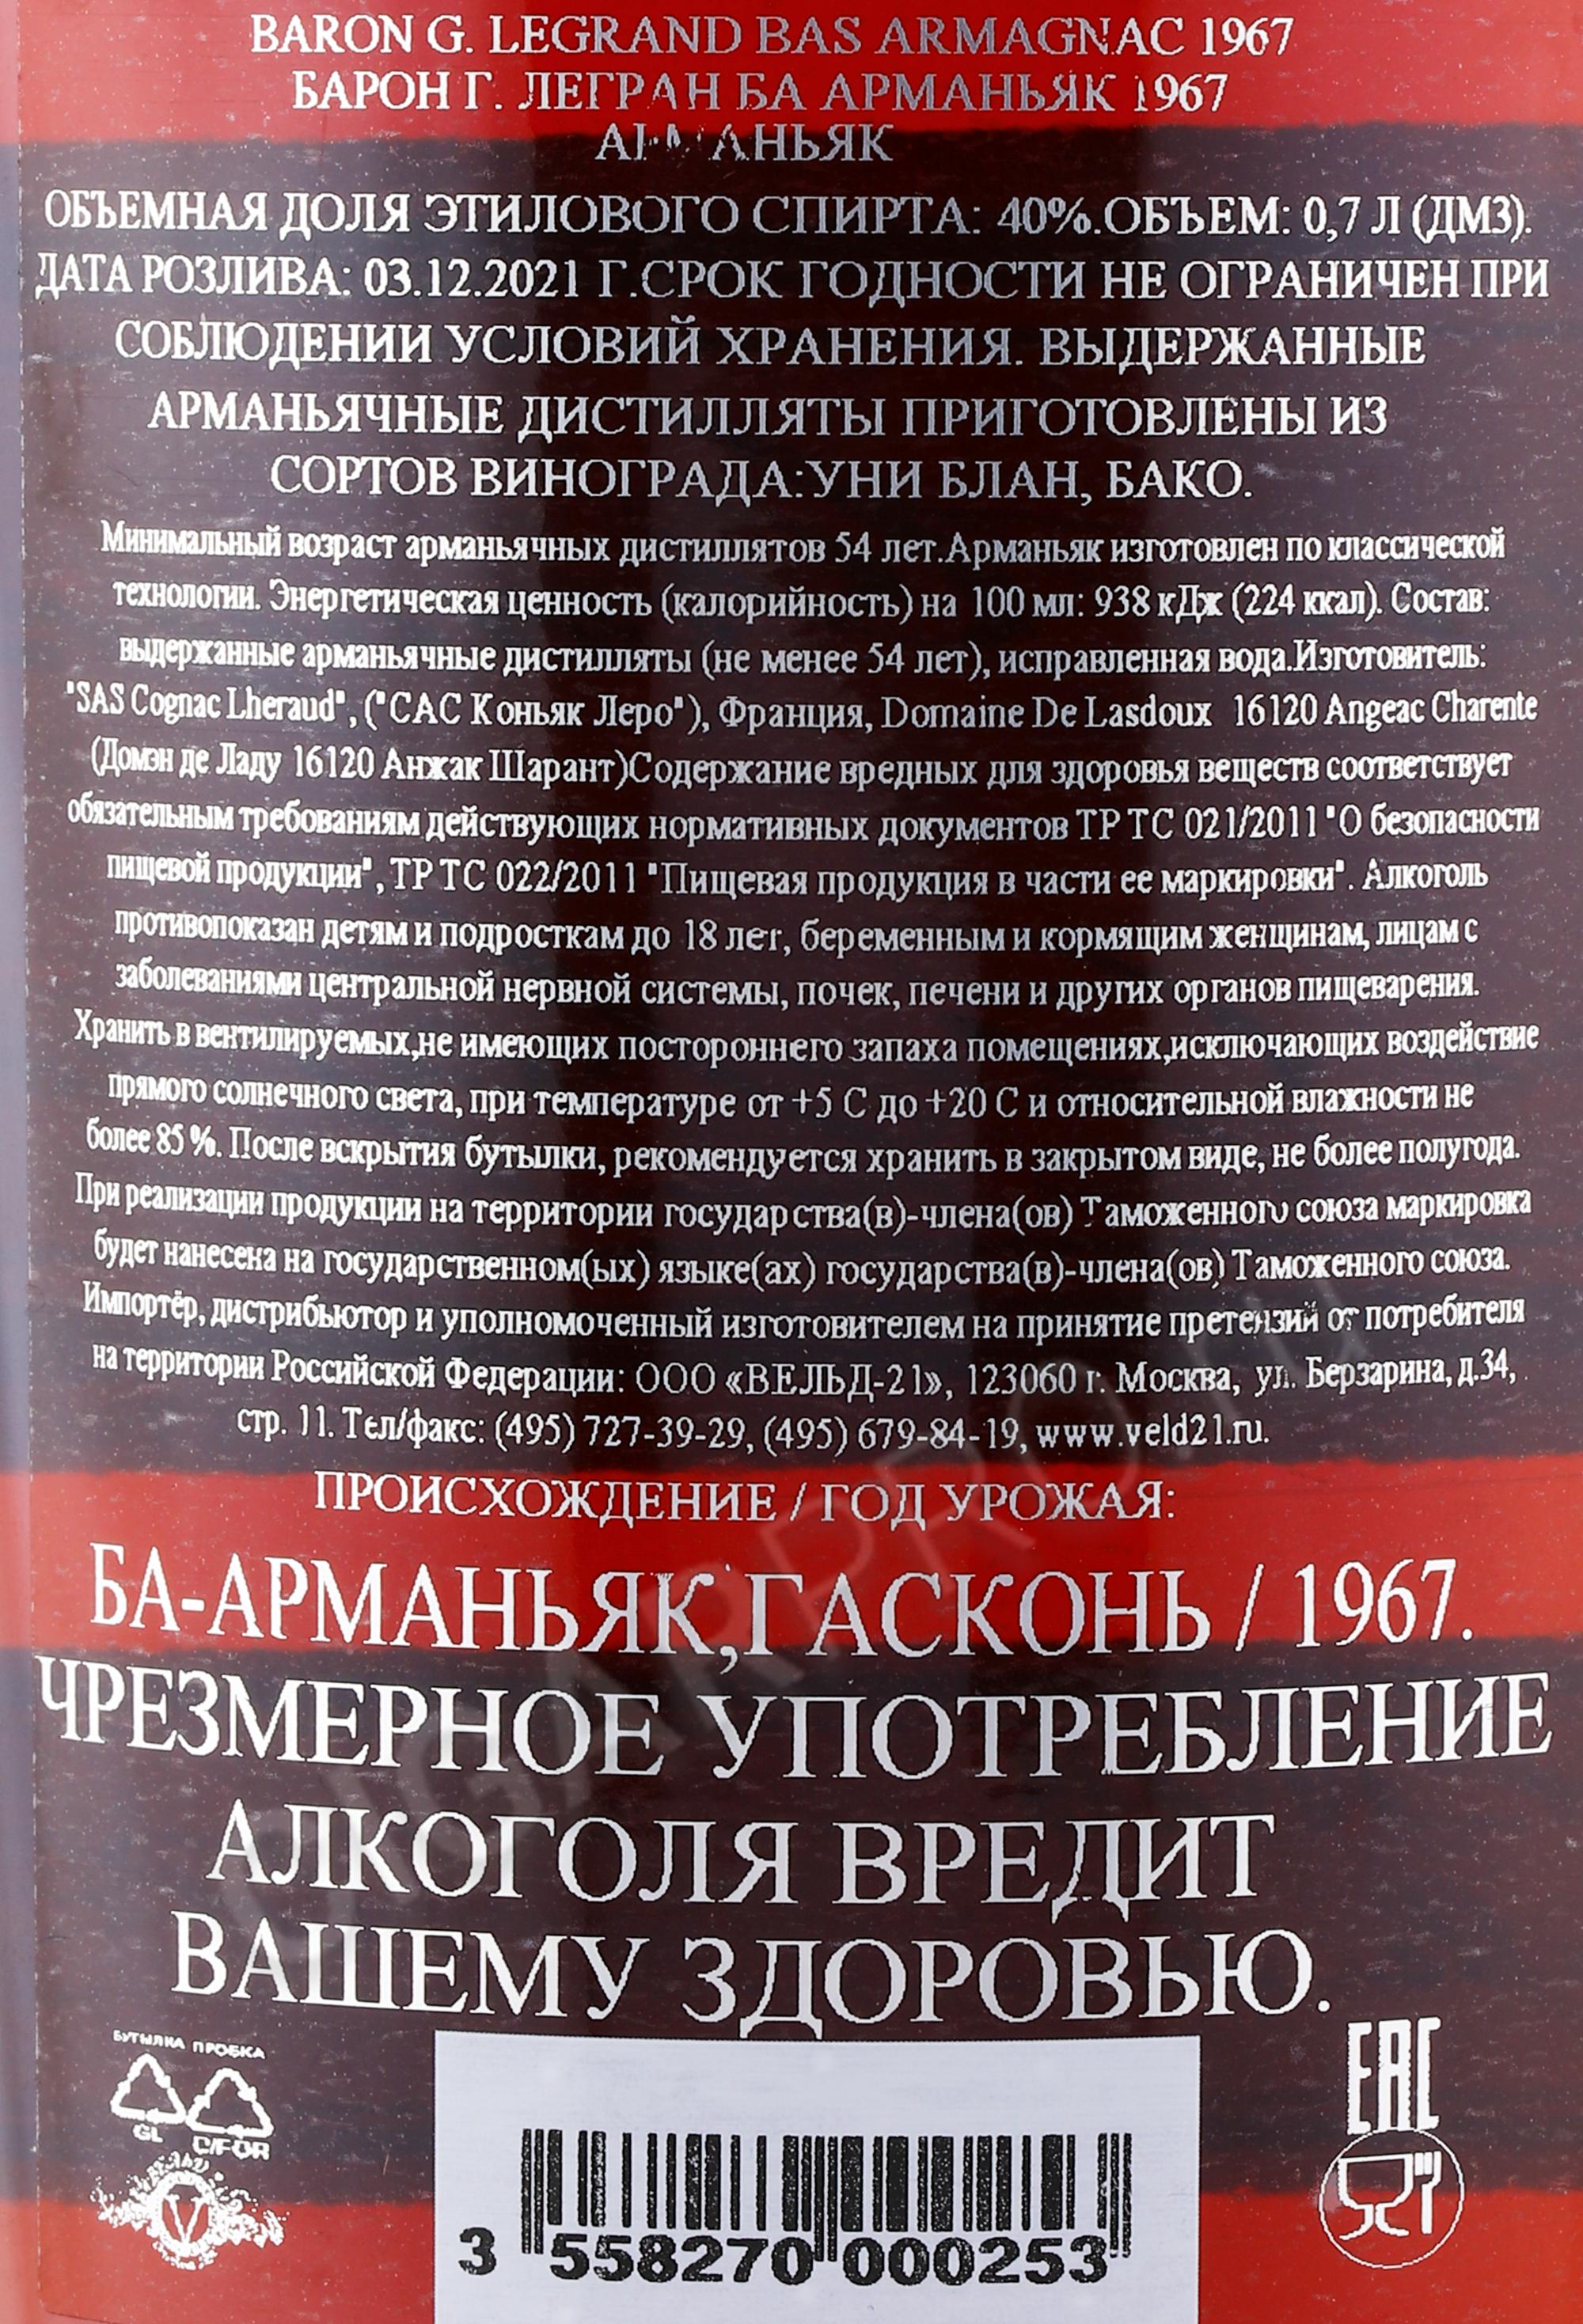 BARON G. LEGRAND BAS ARMAGNAC 1967
БАРОН Г. ЛЕГРАН БА АРМАНЬЯК 1967
АРМАНЬЯК
ОБЪЕМНАЯ ДОЛЯ ЭТИЛОВОГО СПИРТА: 40%.ОБЪЕМ: 0,7 Л (ДМ3).
ДАТА РОЗЛИВА: 03.12.2021 Г.СРОК ГОДНОСТИ НЕ ОГРАНИЧЕН ПРИ
СОБЛЮДЕНИИ УСЛОВИЙ ХРАНЕНИЯ. ВЫДЕРЖАННЫЕ
АРМАНЬЯЧНЫЕ ДИСТИЛЛЯТЫ ПРИГОТОВЛЕНЫ ИЗ
СОРТОВ ВИНОГРАДА:УНИ БЛАН, БАКО.
Минимальный возраст арманьячных дистиллятов 54 лет.Арманьяк изготовлен по классической
технологии. Энергетическая ценность (калорийность) на 100 мл: 938 кДж (224 ккал). Состав:
выдержанные арманьячные дистилляты (не менее 54 лет), исправленная вода.Изготовитель:
"SAS Cognac Lheraud", ("САС Коньяк Леро"), Франция, Domaine De Lasdoux 16120 Angeac Charente
(Домэн де Ладу 16120 Анжак Шарант)Содержание вредных для здоровья веществ соответствует
обязательным требованиям действующих нормативных документов ТР ТС 021/2011 "О безопасности
пищевой продукции", ТР ТС 022/2011 "Пищевая продукция в части ее маркировки". Алкоголь
противопоказан детям и подросткам до 18 лет, беременным и кормящим женщинам, лицам с
заболеваниями центральной нервной системы, почек, печени и других органов пищеварения.
Хранить в вентилируемых,не имеющих постороннего запаха помещениях,исключающих воздействие
прямого солнечного света, при температуре от +5 С до +20 С и относительной влажности не
более 85 %. После вскрытия бутылки, рекомендуется хранить в закрытом виде, не более полугода.
При реализации продукции на территории государства(в)-члена(ов) Таможенного союза маркировка
будет нанесена на государственном(ых) языке(ах) государства(в)-члена(ов) Таможенного союза.
Импортёр, дистрибьютор и уполномоченный изготовителем на принятие претензий от потребителя
на территории Российской Федерации: ООО «ВЕЛЬД-21», 123060 г. Москва, ул. Берзарина, д.34,
стр. 11. Тел/факс: (495) 727-39-29, (495) 679-84-19, www.veld21.ru.
ПРОИСХОЖДЕНИЕ / ГОД УРОЖАЯ:
БА-АРМАНЬЯК,ГАСКОНЬ / 1967.
ЧРЕЗМЕРНОЕ УПОТРЕБЛЕНИЕ
АЛКОГОЛЯ ВРЕДИТ
ВАШЕМУ ЗДОРОВЬЮ.
БУТЫЛКА ПРОБКА
GL C/FOR
V
EAC
3 558270 000253
CIGARPRO.ru